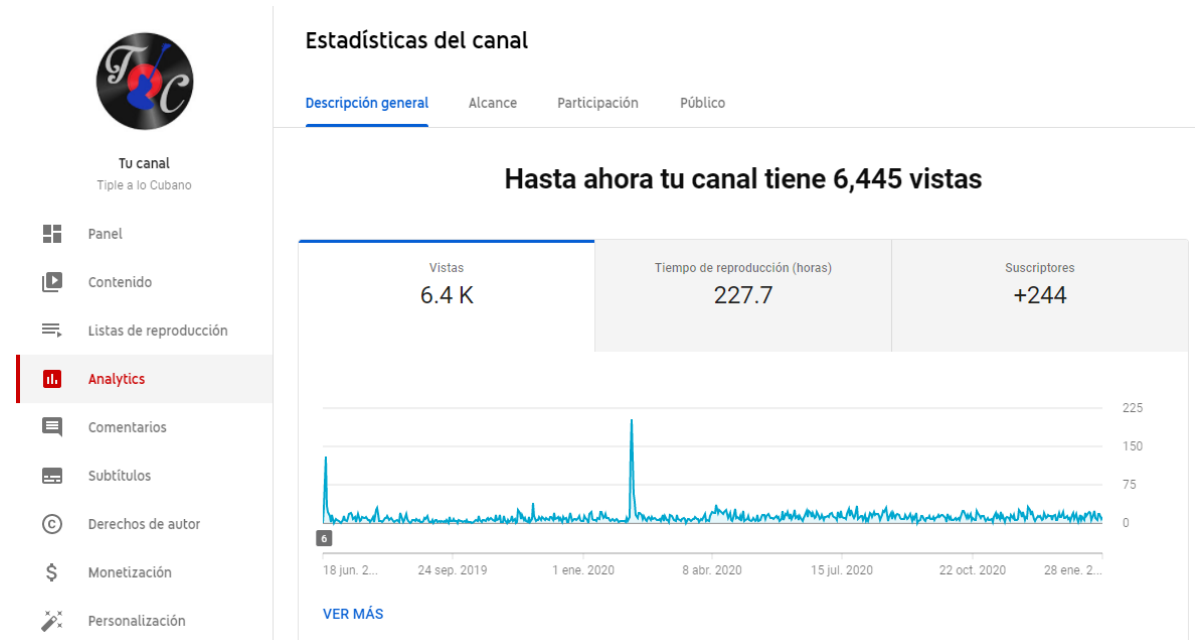 Estadísticas del canal
Descripción general Alcance Participación Público
TC
Tu canal
Tiple a lo Cubano
Panel
Contenido
Listas de reproducción
Analytics
Comentarios
Subtítulos
Derechos de autor
Monetización
Personalización
Hasta ahora tu canal tiene 6,445 vistas
Vistas
6.4 K
Tiempo de reproducción (horas)
227.7
Suscriptores
+244
225
150
75
0
6
18 jun. 2... 24 sep. 2019 1 ene. 2020 8 abr. 2020 15 jul. 2020 22 oct. 2020 28 ene. 2...
VER MÁS